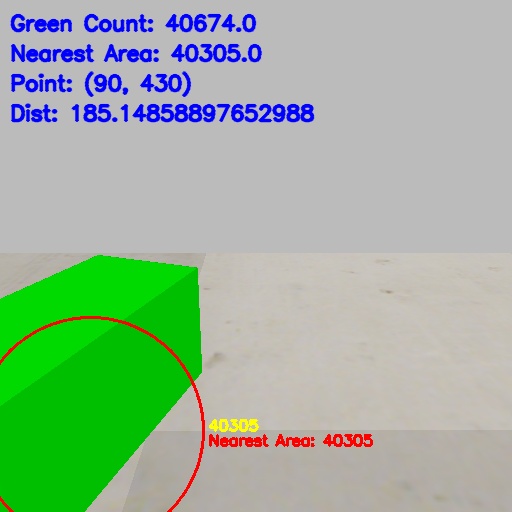 Green Count: 40674.0
Nearest Area: 40305.0
Point: (90, 430)
Dist: 185.14858897652988
40305
Nearest Area: 40305